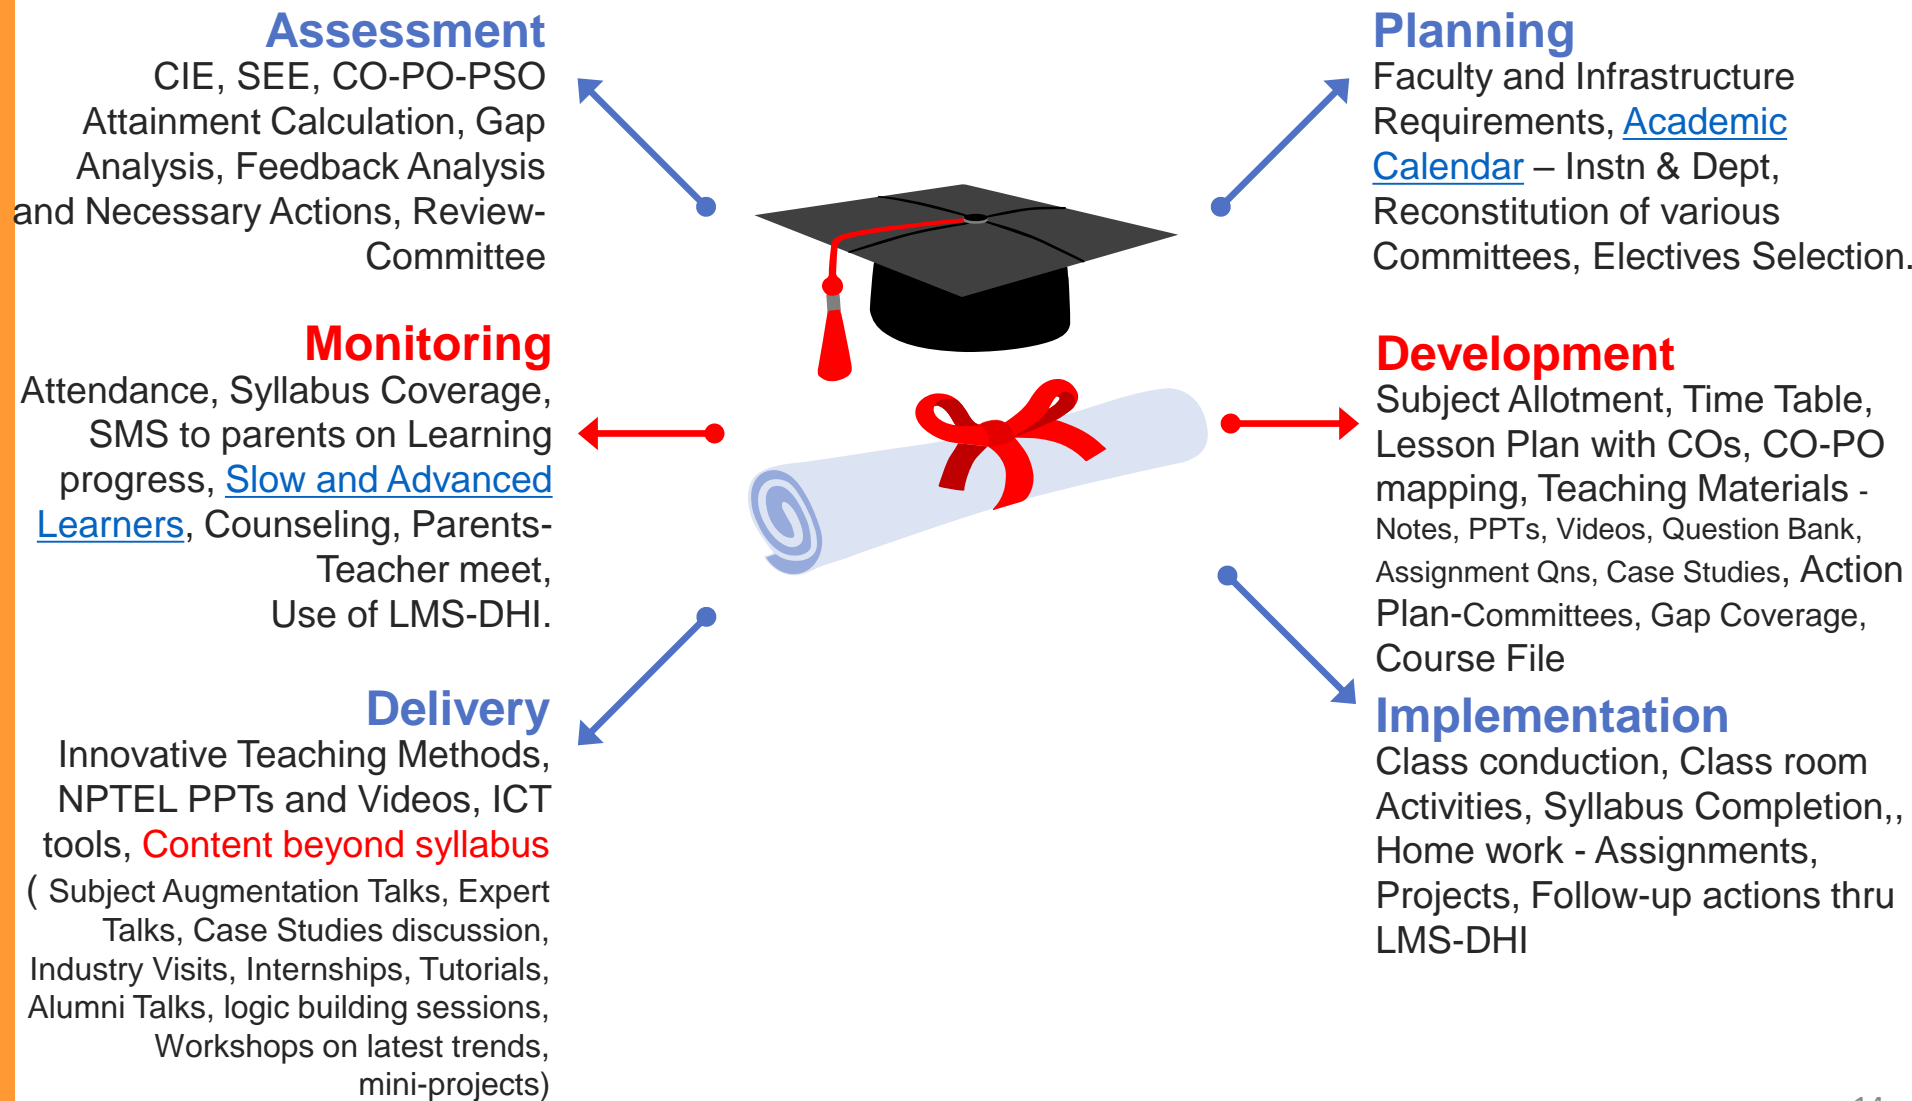 Assessment
CIE, SEE, CO-PO-PSO
Attainment Calculation, Gap
Analysis, Feedback Analysis
and Necessary Actions, Review-
Committee
Monitoring
Attendance, Syllabus Coverage,
SMS to parents on Learning
progress, Slow and Advanced
Learners, Counseling, Parents-
Teacher meet,
Use of LMS-DHI.
Delivery
Innovative Teaching Methods,
NPTEL PPTs and Videos, ICT
tools, Content beyond syllabus
( Subject Augmentation Talks, Expert
Talks, Case Studies discussion,
Industry Visits, Internships, Tutorials,
Alumni Talks, logic building sessions,
Workshops on latest trends,
mini-projects)
Planning
Faculty and Infrastructure
Requirements, Academic
Calendar – Instn & Dept,
Reconstitution of various
Committees, Electives Selection.
Development
Subject Allotment, Time Table,
Lesson Plan with COs, CO-PO
mapping, Teaching Materials -
Notes, PPTs, Videos, Question Bank,
Assignment Qns, Case Studies, Action
Plan-Committees, Gap Coverage,
Course File
Implementation
Class conduction, Class room
Activities, Syllabus Completion,,
Home work - Assignments,
Projects, Follow-up actions thru
LMS-DHI